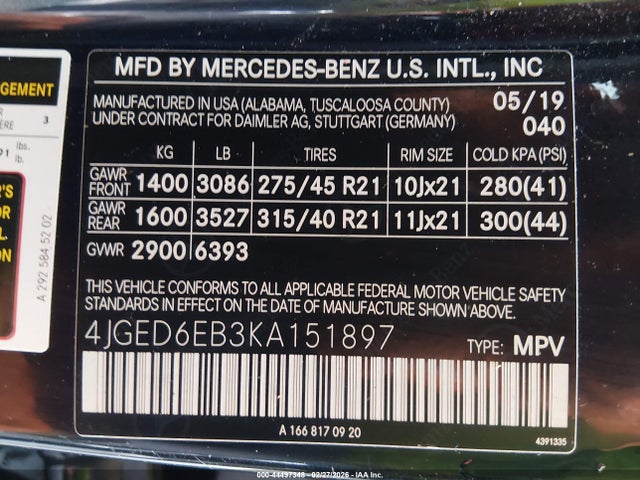 MFD BY MERCEDES-BENZ U.S. INTL., INC
MANUFACTURED IN USA (ALABAMA, TUSCALOOSA COUNTY) 05/19
UNDER CONTRACT FOR DAIMLER AG, STUTTGART (GERMANY) 040
KG LB TIRES RIM SIZE COLD KPA(PSI)
GAWR FRONT 1400 3086 275/45 R21 10Jx21 280(41)
GAWR REAR 1600 3527 315/40 R21 11Jx21 300(44)
GVWR 2900 6393
THIS VEHICLE CONFORMS TO ALL APPLICABLE FEDERAL MOTOR VEHICLE SAFETY
STANDARDS IN EFFECT ON THE DATE OF MANUFACTURE SHOWN ABOVE.
4JGED6EB3KA151897 TYPE: MPV
A 166 817 09 20
4391335
GEMENT
3
lbs.
lb.
A 292 584 52 02
000-44497348 - 02/27/2026 - IAA Inc.